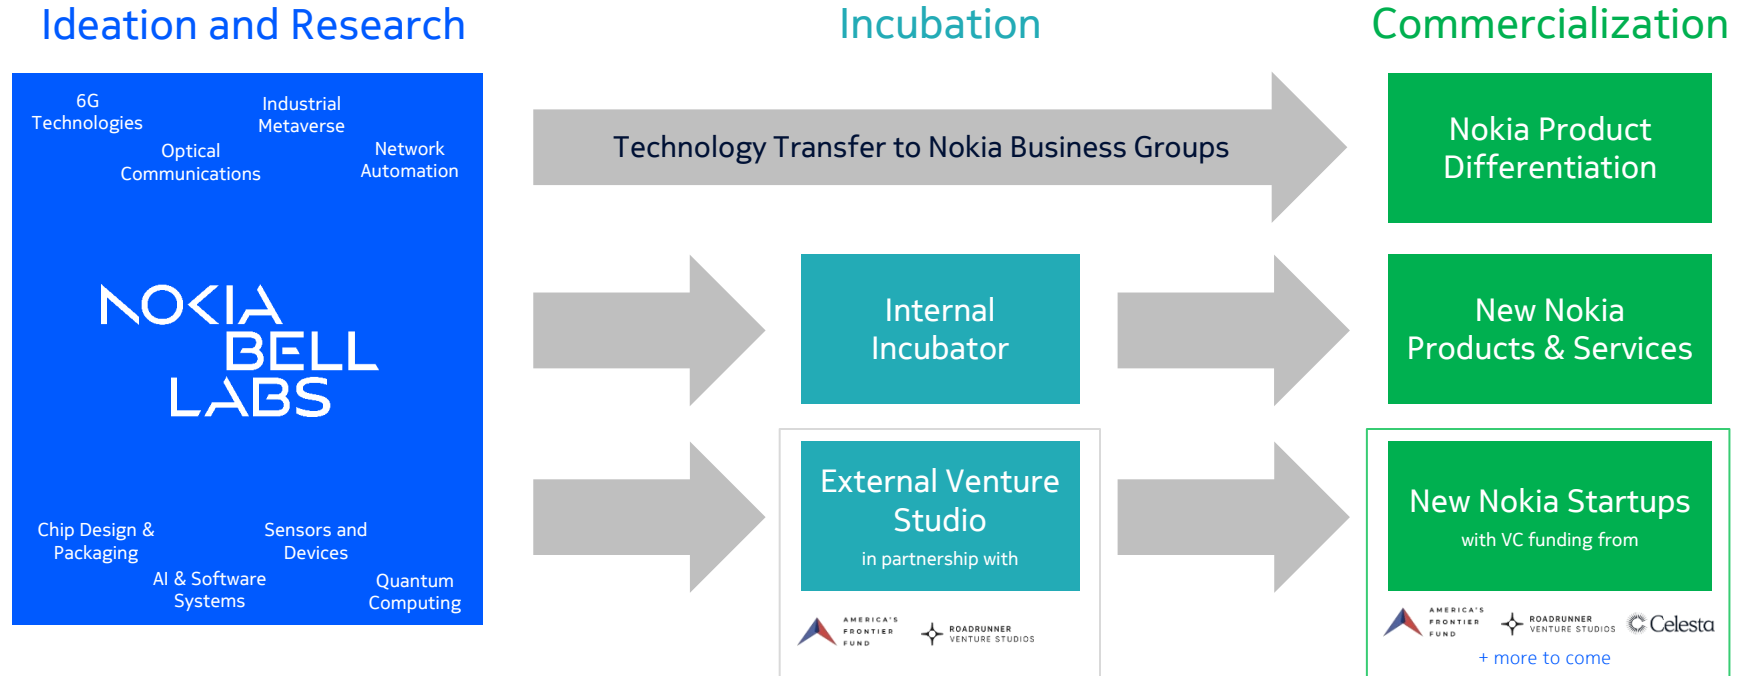 Ideation and Research
Incubation
Commercialization
6G
Technologies
Industrial
Metaverse
Optical
Communications
Network
Automation
NOKIA
BELL
LABS
Chip Design &
Packaging
Sensors and
Devices
AI & Software
Systems
Quantum
Computing
Technology Transfer to Nokia Business Groups
Nokia Product
Differentiation
Internal
Incubator
New Nokia
Products & Services
External Venture
Studio
in partnership with
AMERICA'S
FRONTIER
FUND
ROADRUNNER
VENTURE STUDIOS
New Nokia Startups
with VC funding from
AMERICA'S
FRONTIER
FUND
ROADRUNNER
VENTURE STUDIOS
Celesta
+ more to come